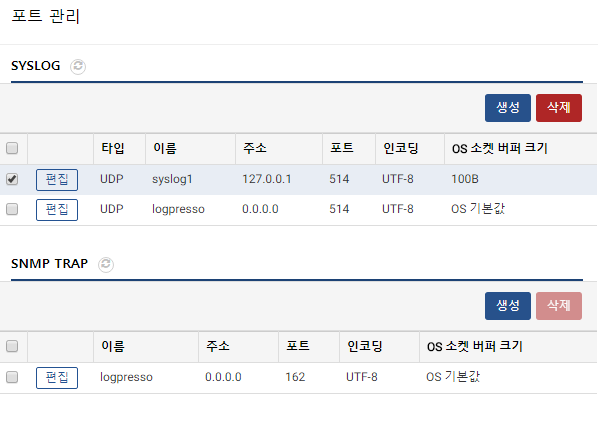 포트 관리
SYSLOG
생성 삭제
타입 이름 주소 포트 인코딩 OS 소켓 버퍼 크기
편집 UDP syslog1 127.0.0.1 514 UTF-8 100B
편집 UDP logpresso 0.0.0.0 514 UTF-8 OS 기본값
SNMP TRAP
생성 삭제
이름 주소 포트 인코딩 OS 소켓 버퍼 크기
편집 logpresso 0.0.0.0 162 UTF-8 OS 기본값